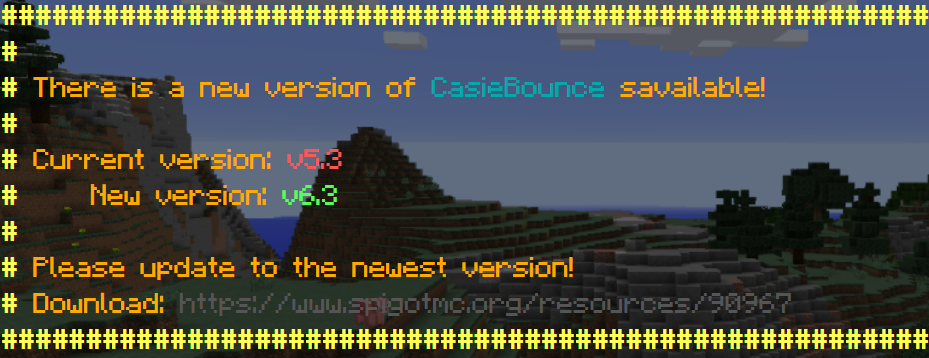 ##########################################################
#
# There is a new version of CasieBounce savailable!
#
# Current version: v5.3
#     New version: v6.3
#
# Please update to the newest version!
# Download: https://www.spigotmc.org/resources/90967
##########################################################